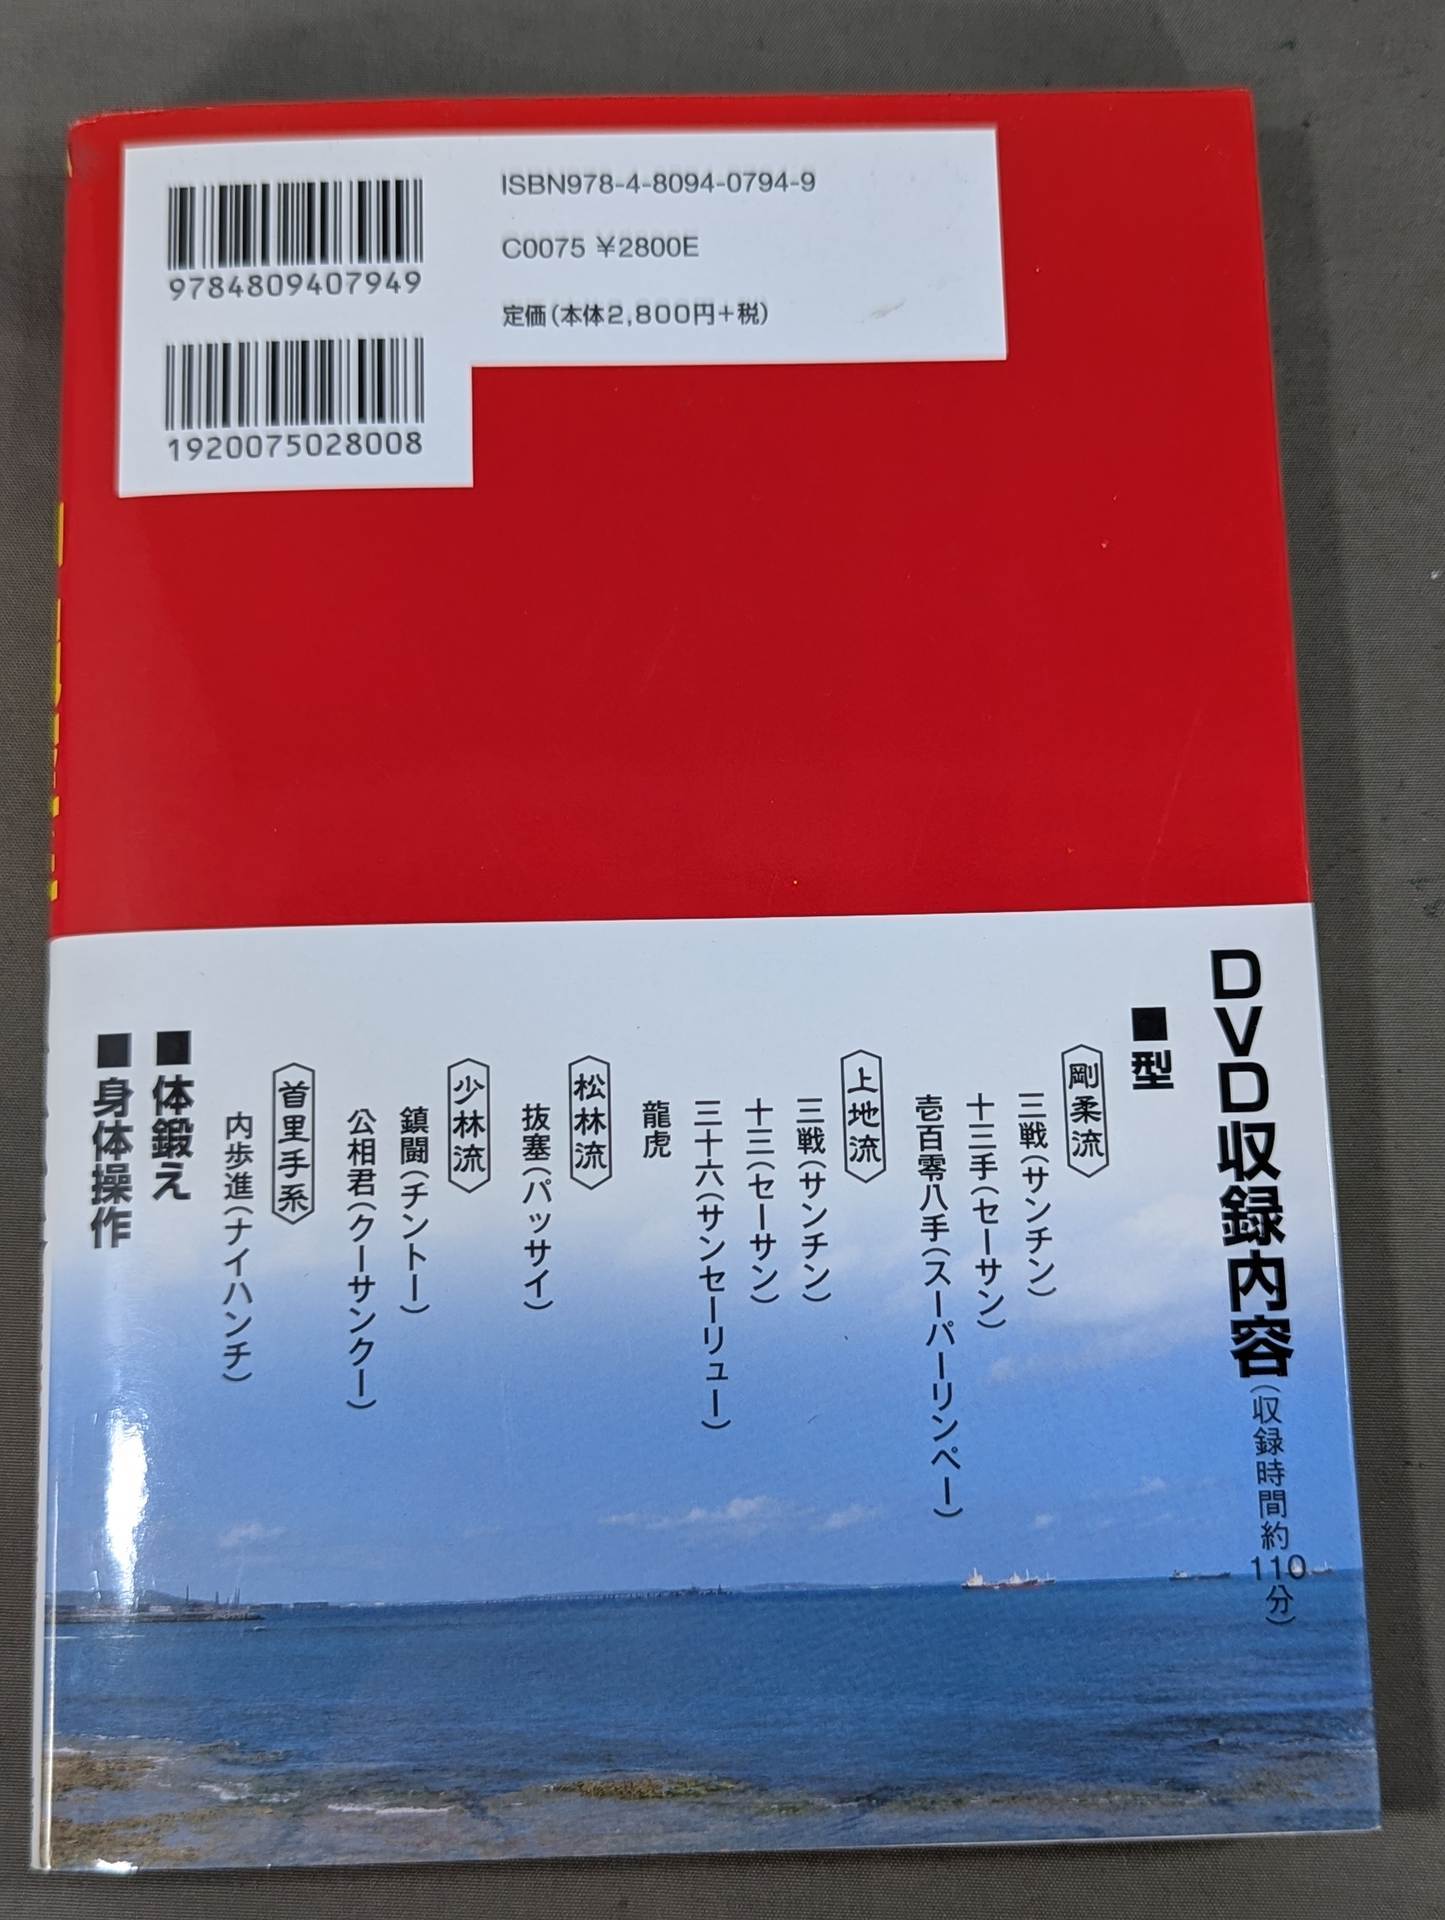 9784809407949
1920075028008
ISBN978-4-8094-0794-9
C0075 ¥2800E
定価(本体2,800円+税)
DVD収録内容(収録時間約110分)
■型
剛柔流
三戦(サンチン)
十三手(セーサン)
壱百零八手(スーパーリンペー)
上地流
三戦(サンチン)
十三(セーサン)
三十六(サンセーリュー)
龍虎
松林流
抜塞(パッサイ)
少林流
鎮闘(チントー)
公相君(クーサンクー)
首里手系
内歩進(ナイハンチ)
■体鍛え
■身体操作